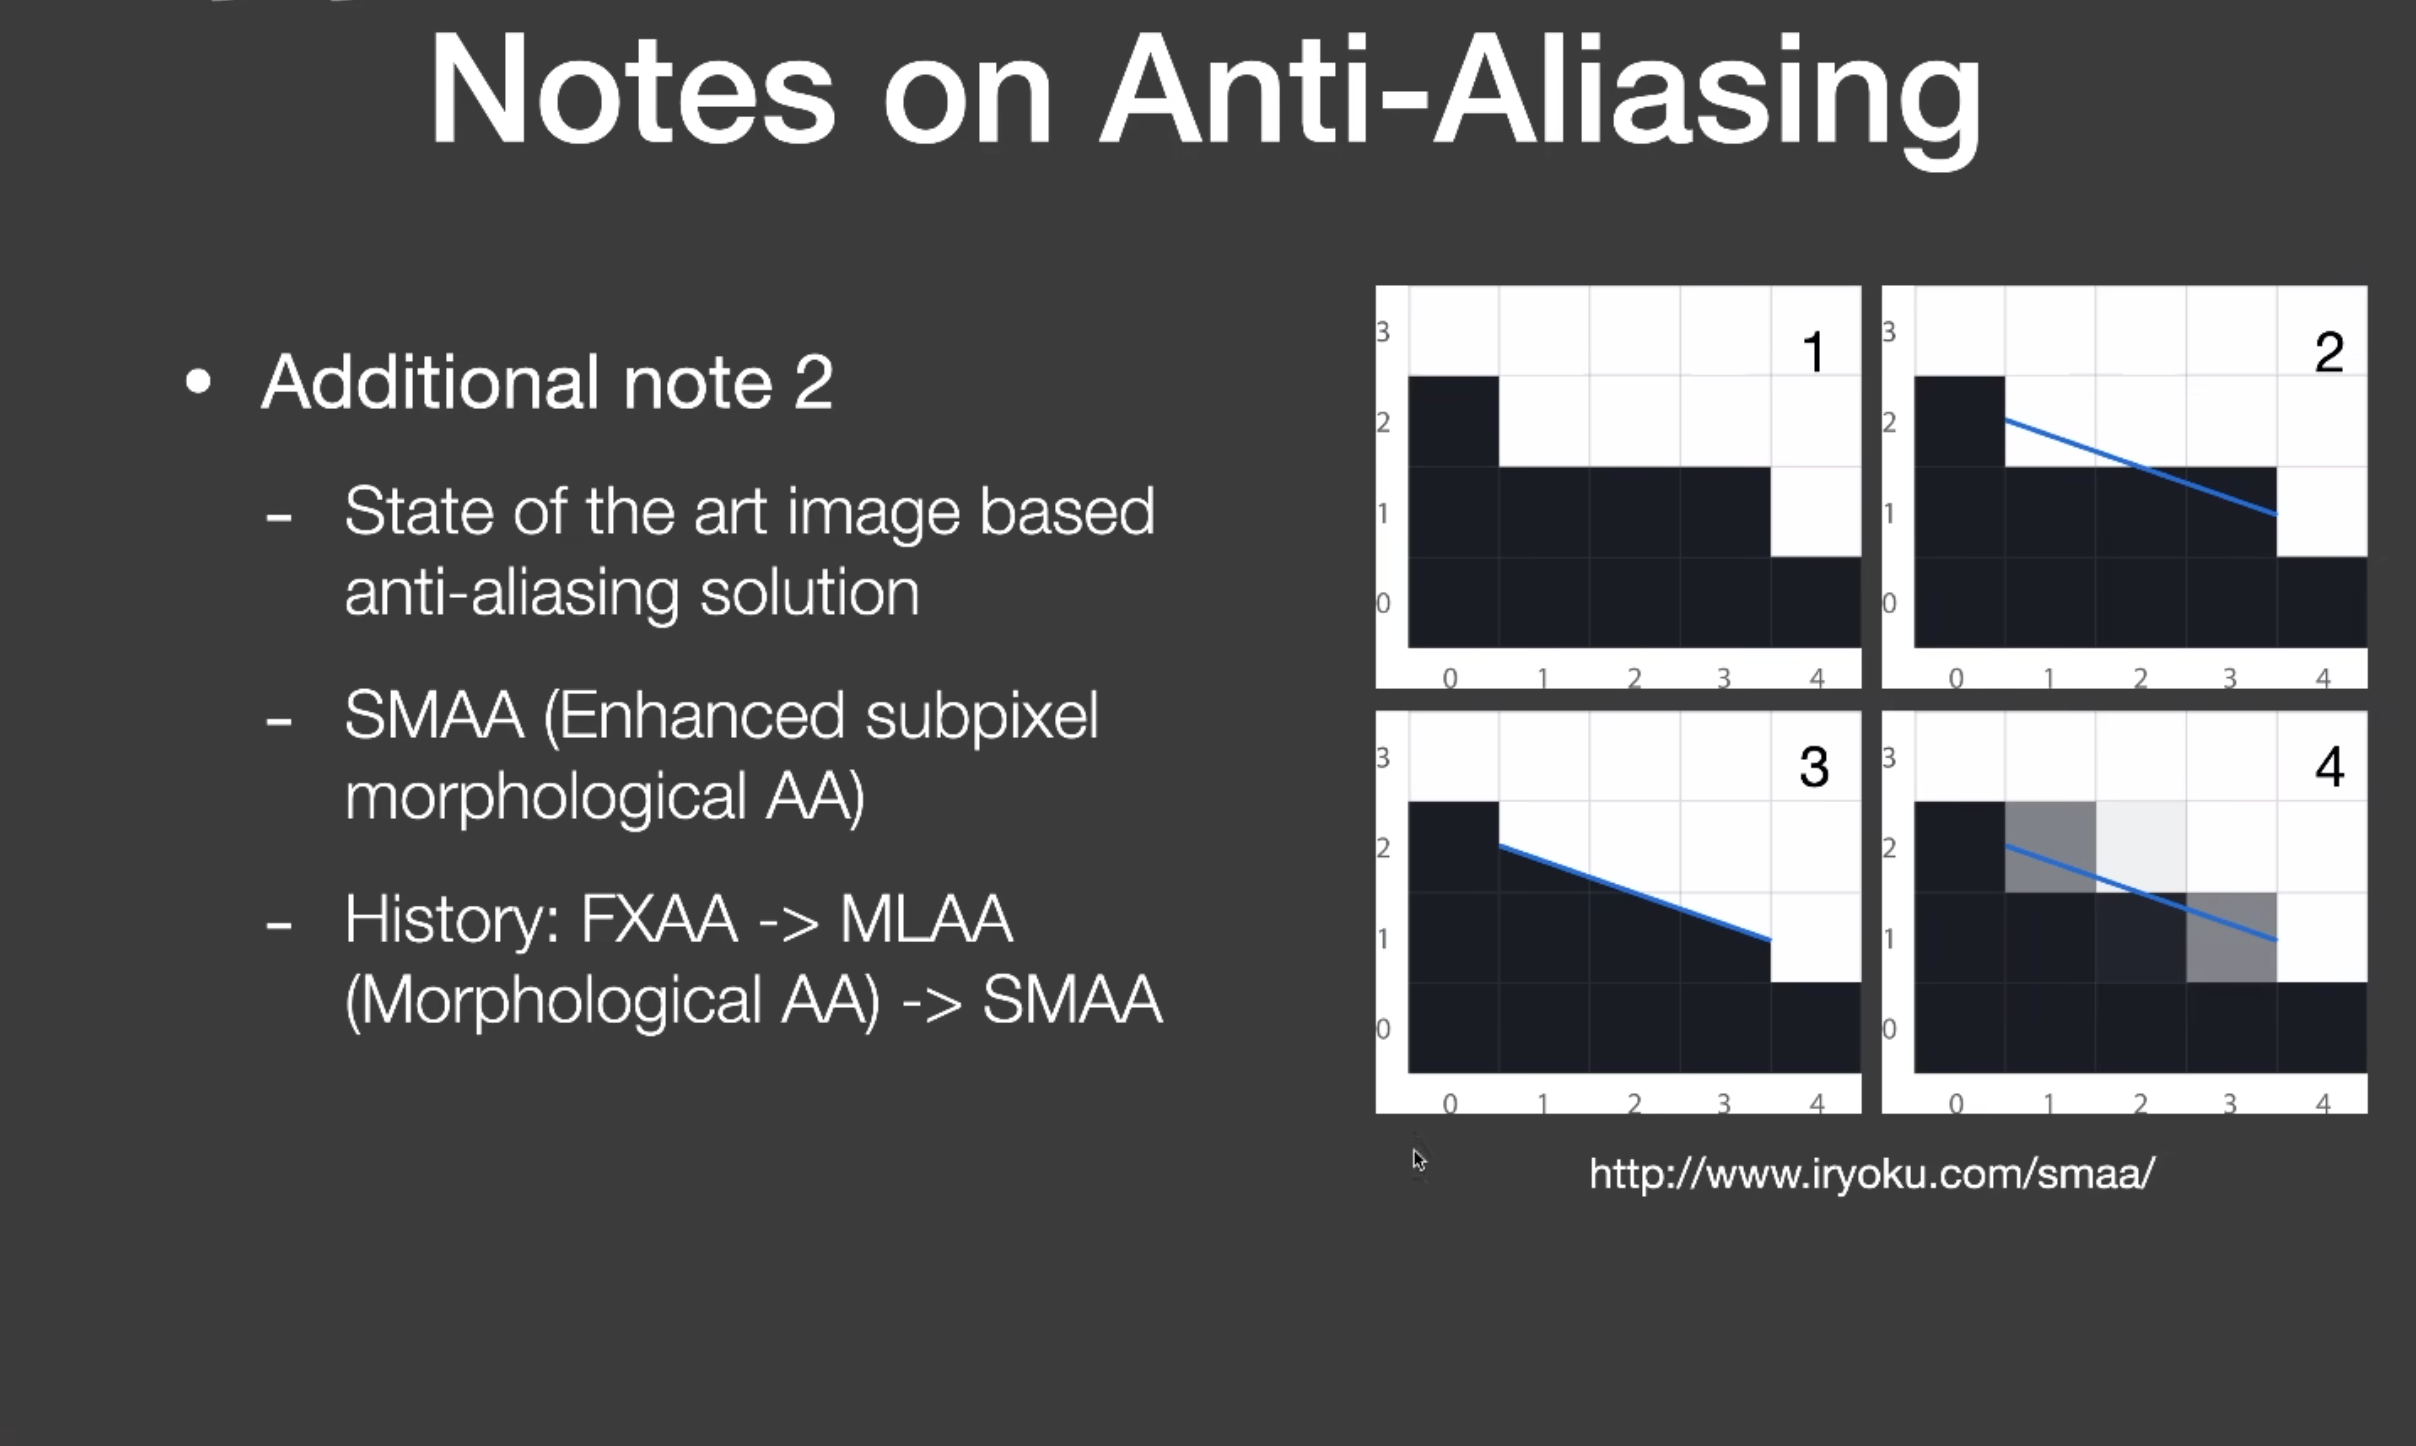 Notes on Anti-Aliasing
• Additional note 2
- State of the art image based
anti-aliasing solution
- SMAA (Enhanced subpixel
morphological AA)
- History: FXAA -> MLAA
(Morphological AA) -> SMAA
1
3
2
1
0
0 1 2 3 4
2
3
2
1
0
0 1 2 3 4
3
3
2
1
0
0 1 2 3 4
4
3
2
1
0
0 1 2 3 4
http://www.iryoku.com/smaa/